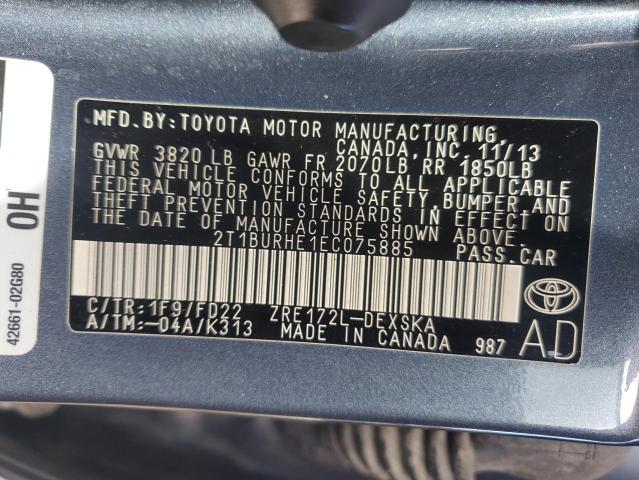 MFD.BY:TOYOTA MOTOR MANUFACTURING
CANADA, INC. 11/13
GVWR 3820 LB GAWR FR 2070LB RR 1850LB
THIS VEHICLE CONFORMS TO ALL APPLICABLE
FEDERAL MOTOR VEHICLE SAFETY, BUMPER AND
THEFT PREVENTION STANDARDS IN EFFECT ON
THE DATE OF MANUFACTURE SHOWN ABOVE.
2T1BURHE1EC075885 PASS.CAR
C/TR:1F9/FD22 ZRE172L-DEXSKA
A/TM:-04A/K313 MADE IN CANADA 987
AD
OH
42661-02G80